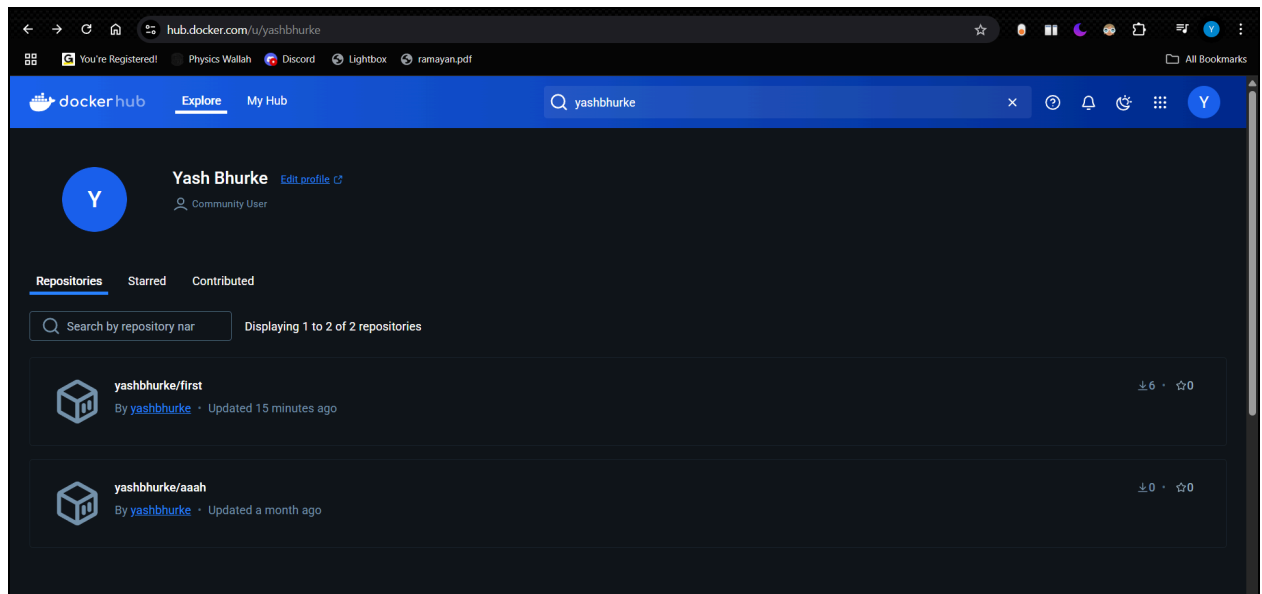 hub.docker.com/u/yashbhurke
Y
G You're Registered! Physics Wallah Discord Lightbox ramayan.pdf All Bookmarks
dockerhub Explore My Hub yashbhurke Y
Y
Yash Bhurke Edit profile
Community User
Repositories Starred Contributed
Search by repository nar Displaying 1 to 2 of 2 repositories
yashbhurke/first 6 · 0
By yashbhurke · Updated 15 minutes ago
yashbhurke/aaah 0 · 0
By yashbhurke · Updated a month ago